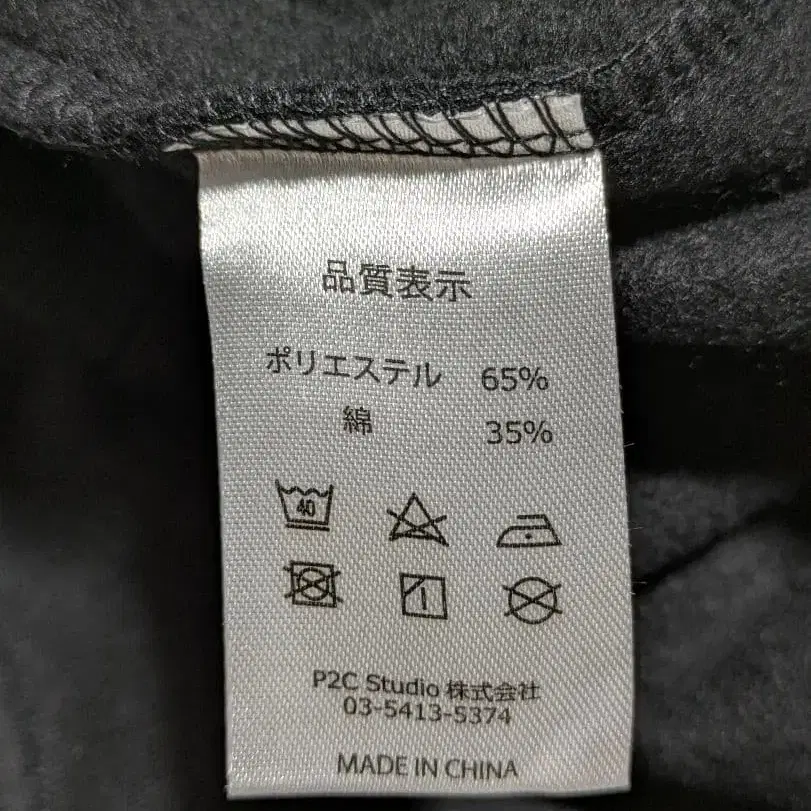 品質表示
ポリエステル 65%
綿 35%
40
P2C Studio 株式会社
03-5413-5374
MADE IN CHINA